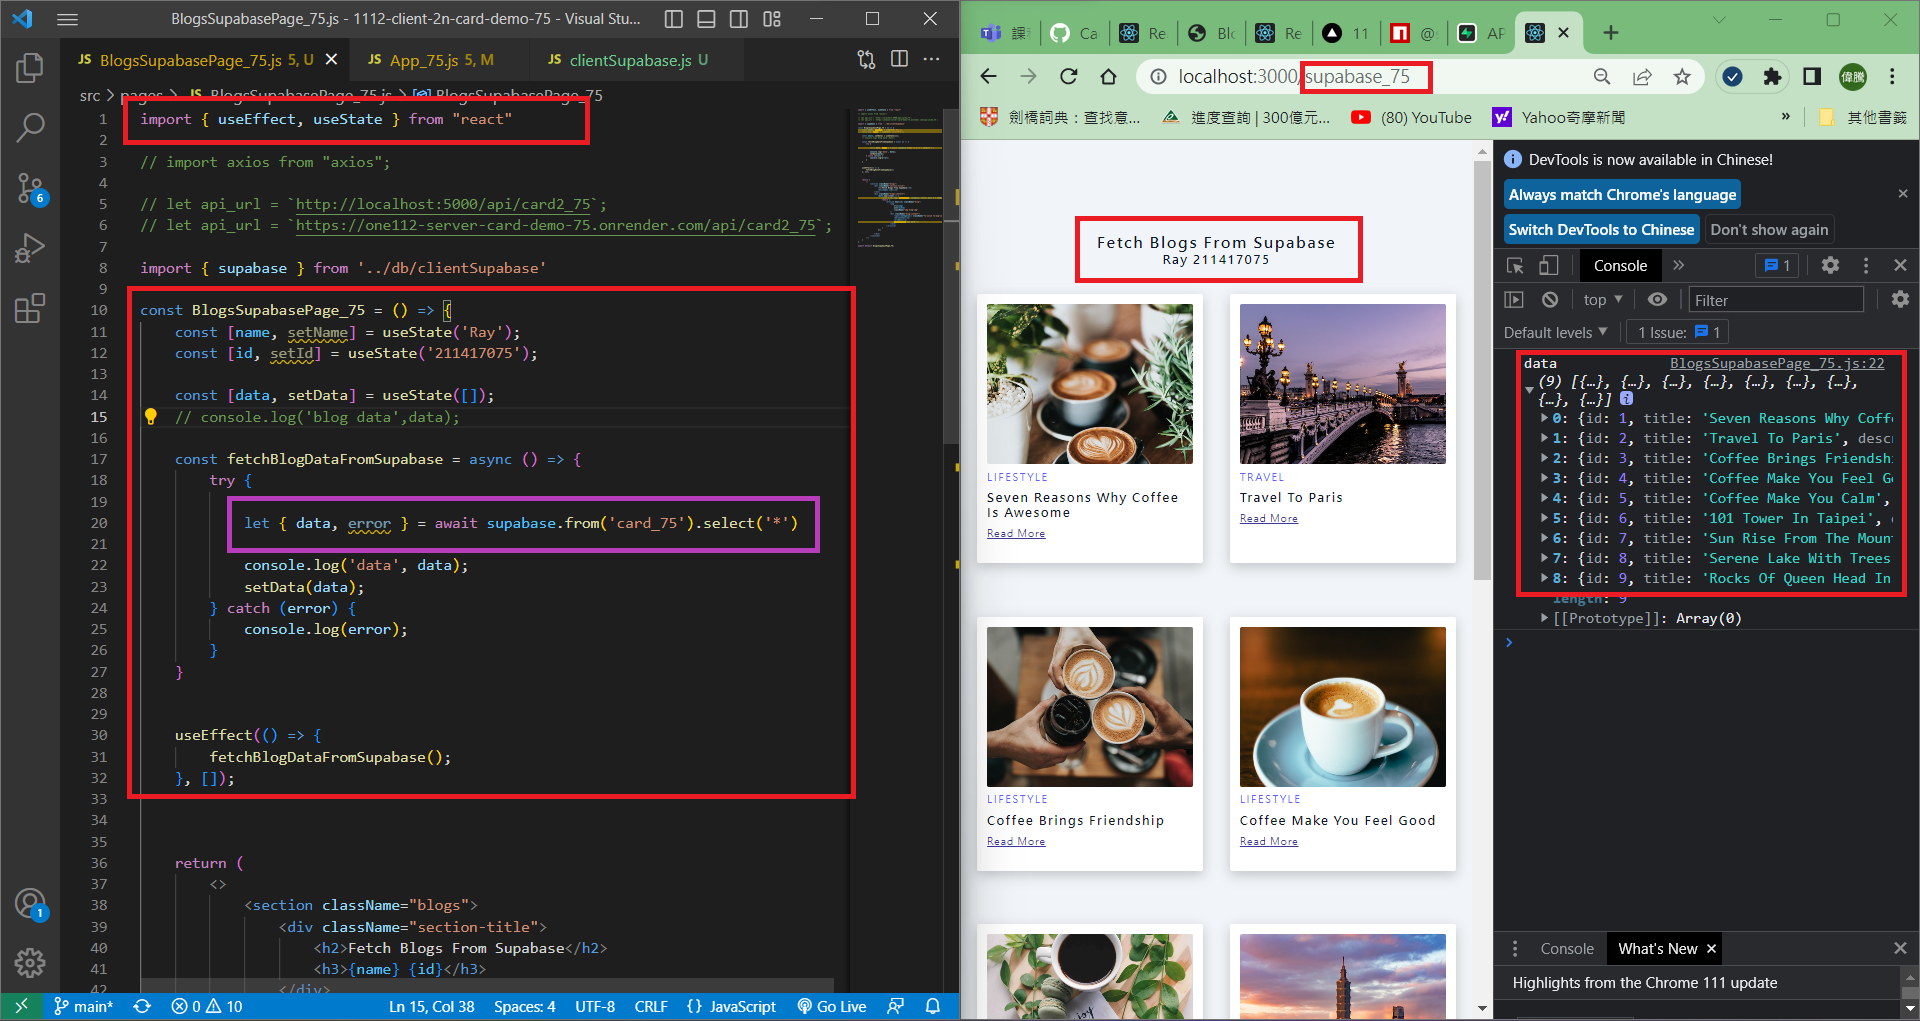 BlogsSupabasePage_75.js - 1112-client-2n-card-demo-75 - Visual Stu...
JS BlogsSupabasePage_75.js 5, U
JS App_75.js 5, M
JS clientSupabase.js U
src > pages > JS BlogsSupabasePage_75.js > BlogsSupabasePage_75
1 import { useEffect, useState } from "react"
2
3 // import axios from "axios";
4
5 // let api_url = `http://localhost:5000/api/card2_75`;
6 // let api_url = `https://one112-server-card-demo-75.onrender.com/api/card2_75`;
7
8 import { supabase } from '../db/clientSupabase'
9
10 const BlogsSupabasePage_75 = () => {
11 const [name, setName] = useState('Ray');
12 const [id, setId] = useState('211417075');
13
14 const [data, setData] = useState([]);
15 // console.log('blog data',data);
16
17 const fetchBlogDataFromSupabase = async () => {
18 try {
19
20 let { data, error } = await supabase.from('card_75').select('*')
21
22 console.log('data', data);
23 setData(data);
24 } catch (error) {
25 console.log(error);
26 }
27 }
28
29
30 useEffect(() => {
31 fetchBlogDataFromSupabase();
32 }, []);
33
34
35
36 return (
37 <>
38 <section className="blogs">
39 <div className="section-title">
40 <h2>Fetch Blogs From Supabase</h2>
41 <h3>{name} {id}</h3>
42 </div>
6
1
main* 0 10 Ln 15, Col 38 Spaces: 4 UTF-8 CRLF {} JavaScript Go Live
Ca Re Blo Re 11 @ AP
localhost:3000/supabase_75
偉騰
劍橋詞典：查找意... 進度查詢 | 300億元... (80) YouTube Yahoo奇摩新聞 » 其他書籤
Fetch Blogs From Supabase
Ray 211417075
LIFESTYLE
Seven Reasons Why Coffee
Is Awesome
Read More
TRAVEL
Travel To Paris
Read More
LIFESTYLE
Coffee Brings Friendship
Read More
LIFESTYLE
Coffee Make You Feel Good
Read More
DevTools is now available in Chinese!
Always match Chrome's language
Switch DevTools to Chinese Don't show again
Console » 1
top Filter
Default levels 1 Issue: 1
data BlogsSupabasePage_75.js:22
(9) [{…}, {…}, {…}, {…}, {…}, {…}, {…},
{…}, {…}] i
0: {id: 1, title: 'Seven Reasons Why Coff
1: {id: 2, title: 'Travel To Paris', desc
2: {id: 3, title: 'Coffee Brings Friendsh
3: {id: 4, title: 'Coffee Make You Feel G
4: {id: 5, title: 'Coffee Make You Calm',
5: {id: 6, title: '101 Tower In Taipei',
6: {id: 7, title: 'Sun Rise From The Moun
7: {id: 8, title: 'Serene Lake With Trees
8: {id: 9, title: 'Rocks Of Queen Head In
length: 9
[[Prototype]]: Array(0)
Console What's New
Highlights from the Chrome 111 update